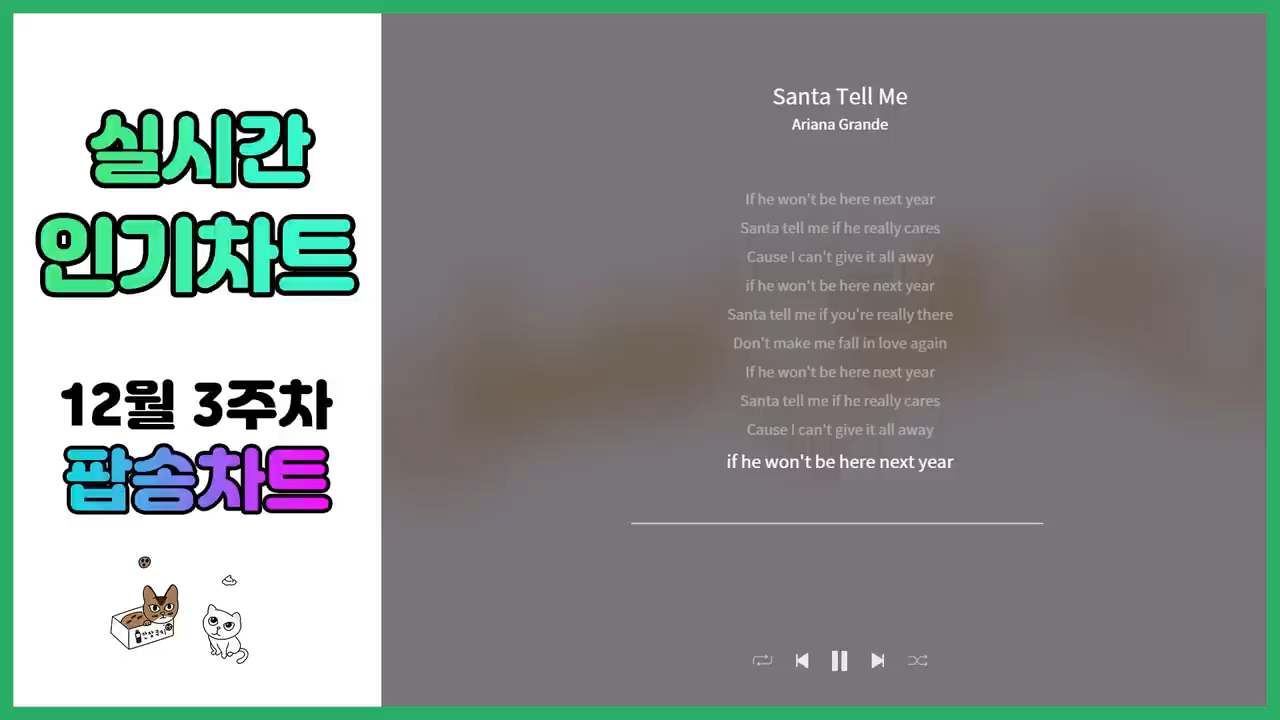 실시간
인기차트
12월 3주차
팝송차트
Santa Tell Me
Ariana Grande
If he won't be here next year
Santa tell me if he really cares
Cause I can't give it all away
if he won't be here next year
Santa tell me if you're really there
Don't make me fall in love again
If he won't be here next year
Santa tell me if he really cares
Cause I can't give it all away
if he won't be here next year